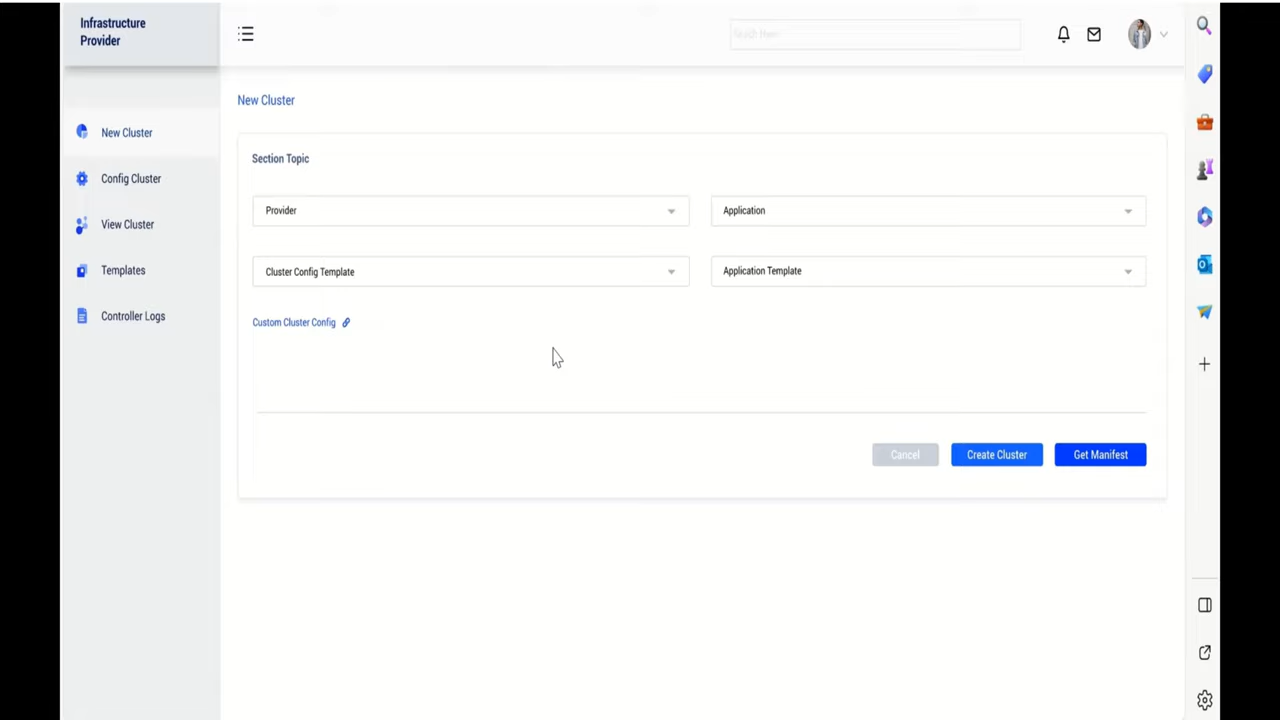 Infrastructure
Provider
New Cluster
Config Cluster
View Cluster
Templates
Controller Logs
New Cluster
Section Topic
Provider
Application
Cluster Config Template
Application Template
Custom Cluster Config
Cancel
Create Cluster
Get Manifest